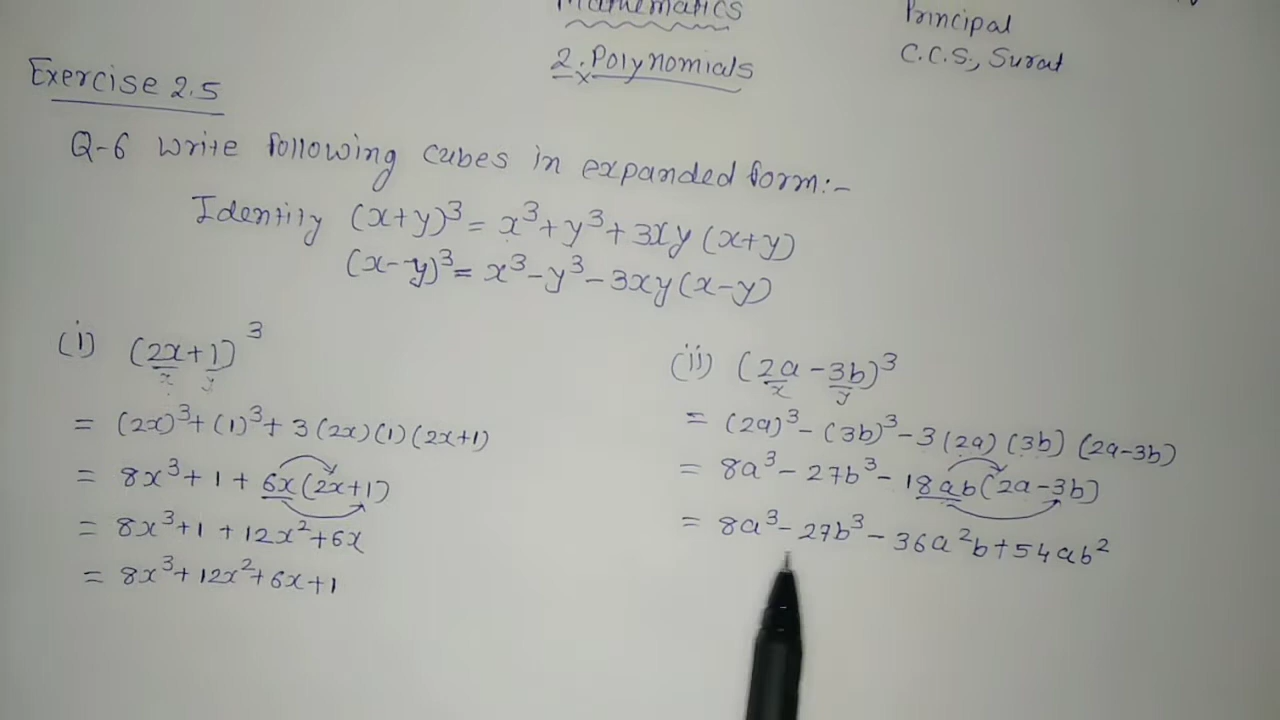 Mathematics
Principal
2. Polynomials
C.C.S., Surat
Exercise 2.5
Q-6 Write following cubes in expanded form:-
Identity (x+y)³ = x³+y³+3xy(x+y)
(x-y)³ = x³-y³-3xy(x-y)
(i) (2x+1)³
x y
= (2x)³+(1)³+3(2x)(1)(2x+1)
= 8x³+1+6x(2x+1)
= 8x³+1+12x²+6x
= 8x³+12x²+6x+1
(ii) (2a-3b)³
x y
= (2a)³-(3b)³-3(2a)(3b)(2a-3b)
= 8a³-27b³-18ab(2a-3b)
= 8a³-27b³-36a²b+54ab²